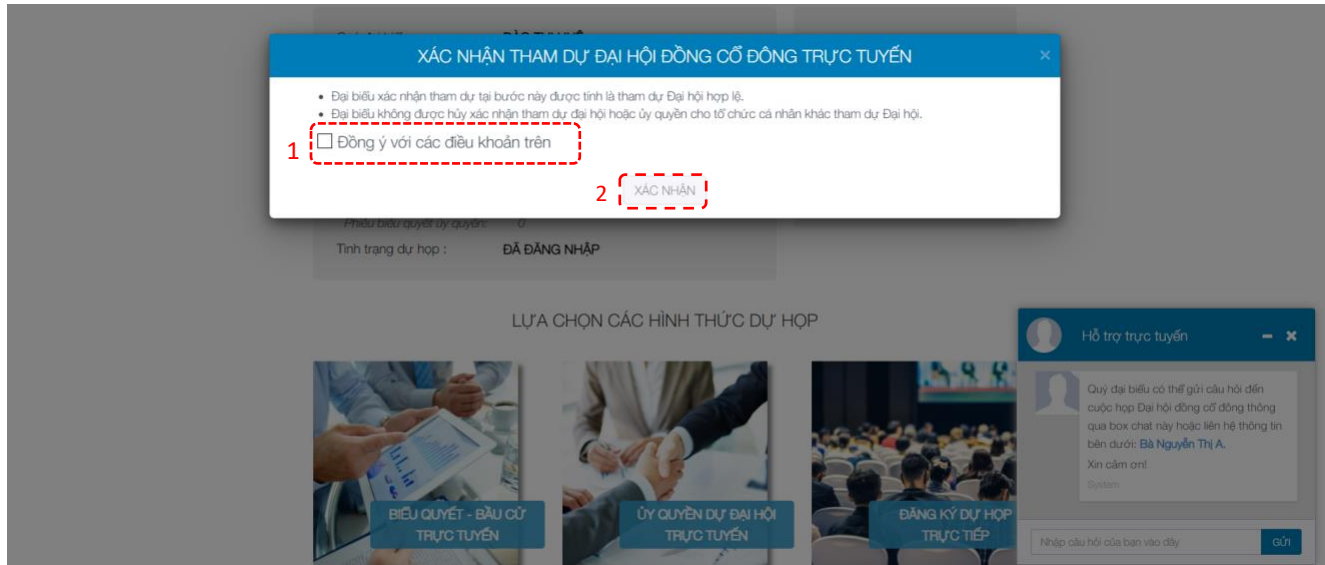 XÁC NHẬN THAM DỰ ĐẠI HỘI ĐỒNG CỔ ĐÔNG TRỰC TUYẾN
×
• Đại biểu xác nhận tham dự tại bước này được tính là tham dự Đại hội hợp lệ.
• Đại biểu không được hủy xác nhận tham dự đại hội hoặc ủy quyền cho tổ chức cá nhân khác tham dự Đại hội.
1
Đồng ý với các điều khoản trên
2
XÁC NHẬN
Phiếu biểu quyết ủy quyền: 0
Tình trạng dự họp : ĐÃ ĐĂNG NHẬP
LỰA CHỌN CÁC HÌNH THỨC DỰ HỌP
BIỂU QUYẾT - BẦU CỬ
TRỰC TUYẾN
ỦY QUYỀN DỰ ĐẠI HỘI
TRỰC TUYẾN
ĐĂNG KÝ DỰ HỌP
TRỰC TIẾP
Hỗ trợ trực tuyến
Quý đại biểu có thể gửi câu hỏi đến
cuộc họp Đại hội đồng cổ đông thông
qua box chat này hoặc liên hệ thông tin
bên dưới: Bà Nguyễn Thị A.
Xin cảm ơn!
System
Nhập câu hỏi của bạn vào đây
GỬI